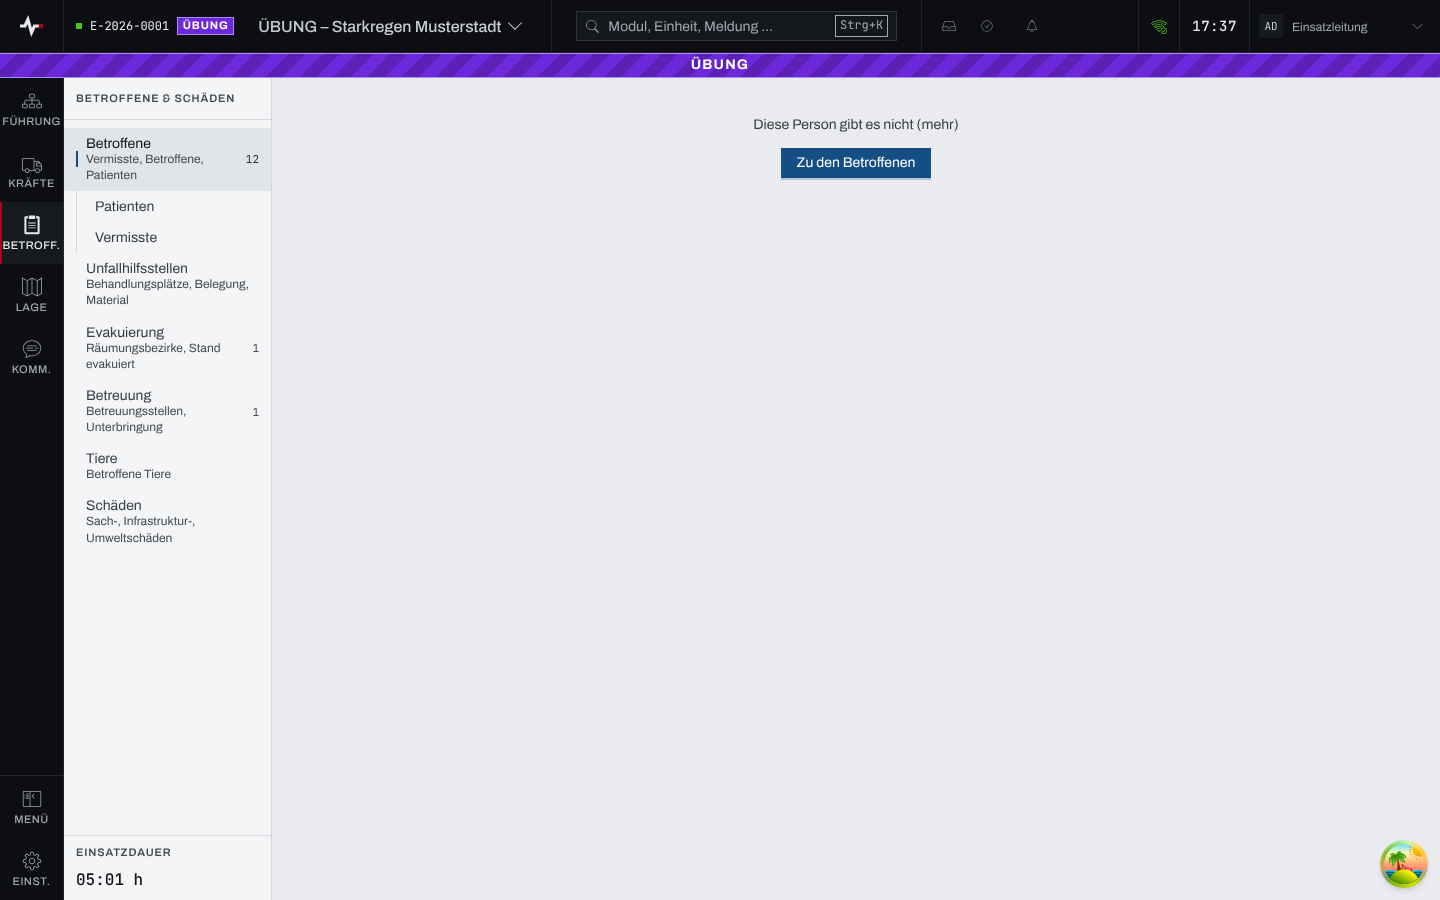 E-2026-0001 ÜBUNG ÜBUNG – Starkregen Musterstadt Modul, Einheit, Meldung ... Strg+K 17:37 AD Einsatzleitung
ÜBUNG
FÜHRUNG
KRÄFTE
BETROFF.
LAGE
KOMM.
MENÜ
EINST.
BETROFFENE & SCHÄDEN
Betroffene
Vermisste, Betroffene, 12
Patienten
Patienten
Vermisste
Unfallhilfsstellen
Behandlungsplätze, Belegung,
Material
Evakuierung
Räumungsbezirke, Stand 1
evakuiert
Betreuung
Betreuungsstellen, 1
Unterbringung
Tiere
Betroffene Tiere
Schäden
Sach-, Infrastruktur-,
Umweltschäden
EINSATZDAUER
05:01 h
Diese Person gibt es nicht (mehr)
Zu den Betroffenen